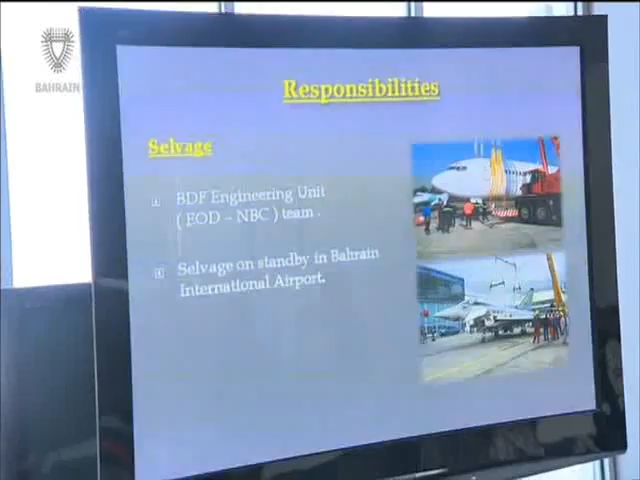 BAHRAIN
Responsibilities
Selvage
BDF Engineering Unit
( EOD – NBC ) team .
Selvage on standby in Bahrain
International Airport.